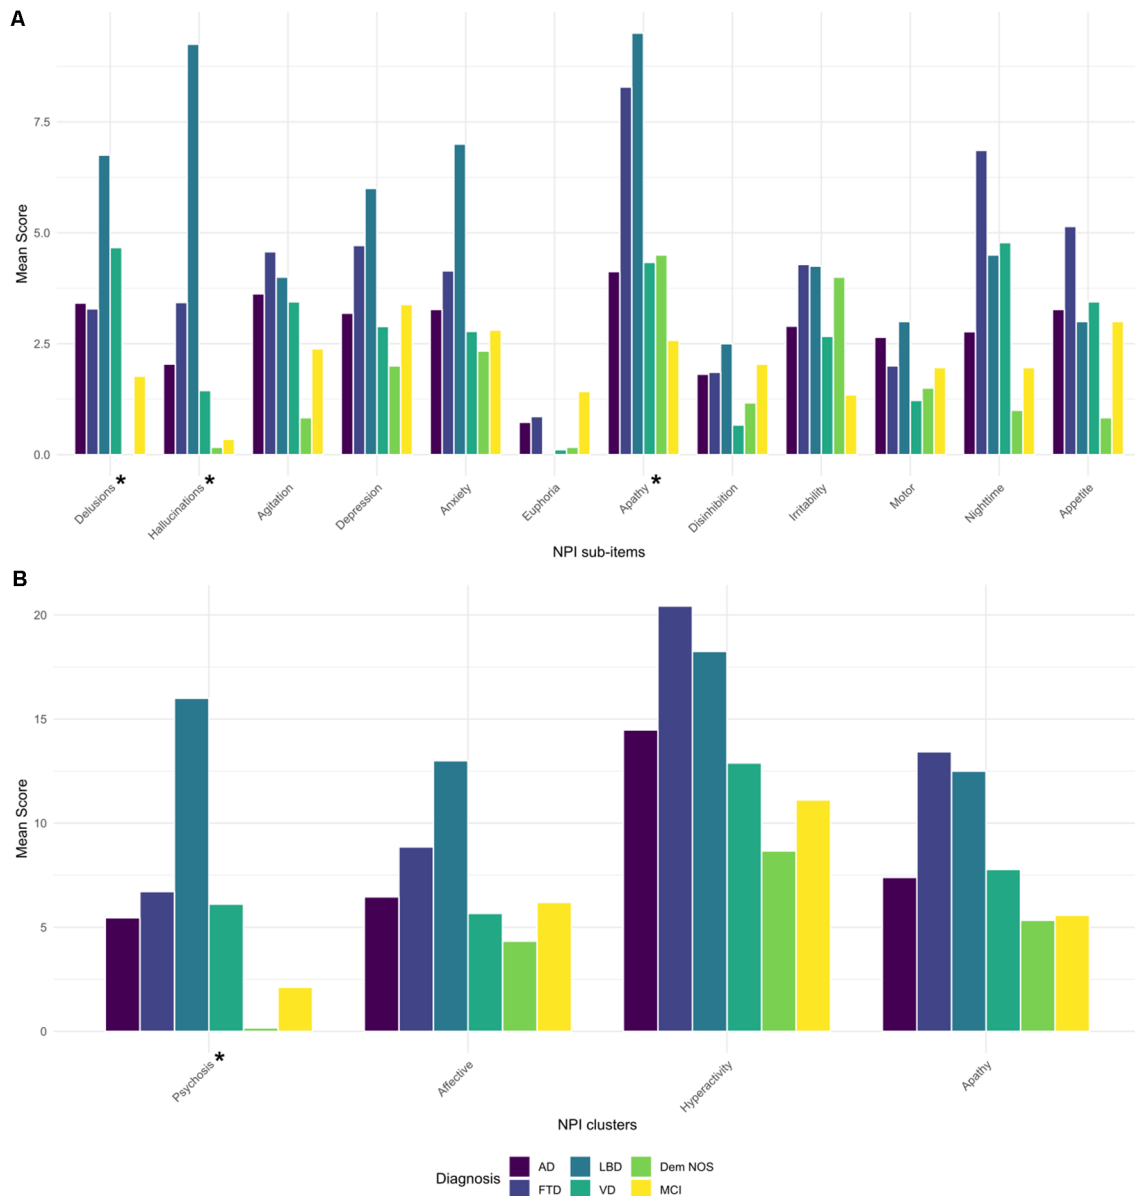 A
7.5
5.0
2.5
0.0
Mean Score
Delusions *
Hallucinations *
Agitation
Depression
Anxiety
Euphoria
Apathy *
Disinhibition
Irritability
Motor
Nighttime
Appetite
NPI sub-items
B
20
15
10
5
0
Mean Score
Psychosis *
Affective
Hyperactivity
Apathy
NPI clusters
Diagnosis
AD LBD Dem NOS
FTD VD MCI